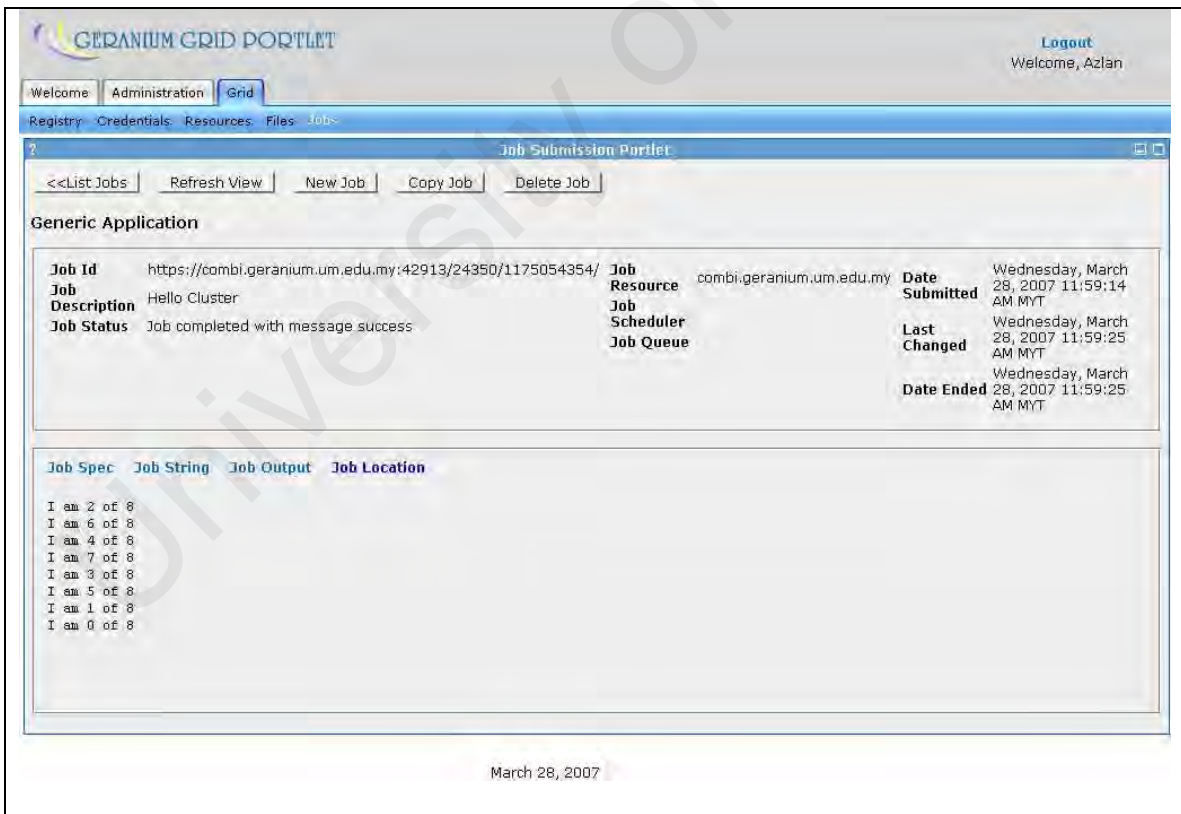 GERANIUM GRID PORTLET
Logout
Welcome, Azlan
Welcome Administration Grid
Registry Credentials Resources Files Jobs
? Job Submission Portlet
<<List Jobs Refresh View New Job Copy Job Delete Job
Generic Application
Job Id https://combi.geranium.um.edu.my:42913/24350/1175054354/
Job Description Hello Cluster
Job Status Job completed with message success
Job Resource combi.geranium.um.edu.my
Job Scheduler
Job Queue
Date Submitted Wednesday, March 28, 2007 11:59:14 AM MYT
Last Changed Wednesday, March 28, 2007 11:59:25 AM MYT
Date Ended Wednesday, March 28, 2007 11:59:25 AM MYT
Job Spec Job String Job Output Job Location
I am 2 of 8
I am 6 of 8
I am 4 of 8
I am 7 of 8
I am 3 of 8
I am 5 of 8
I am 1 of 8
I am 0 of 8
March 28, 2007
University of